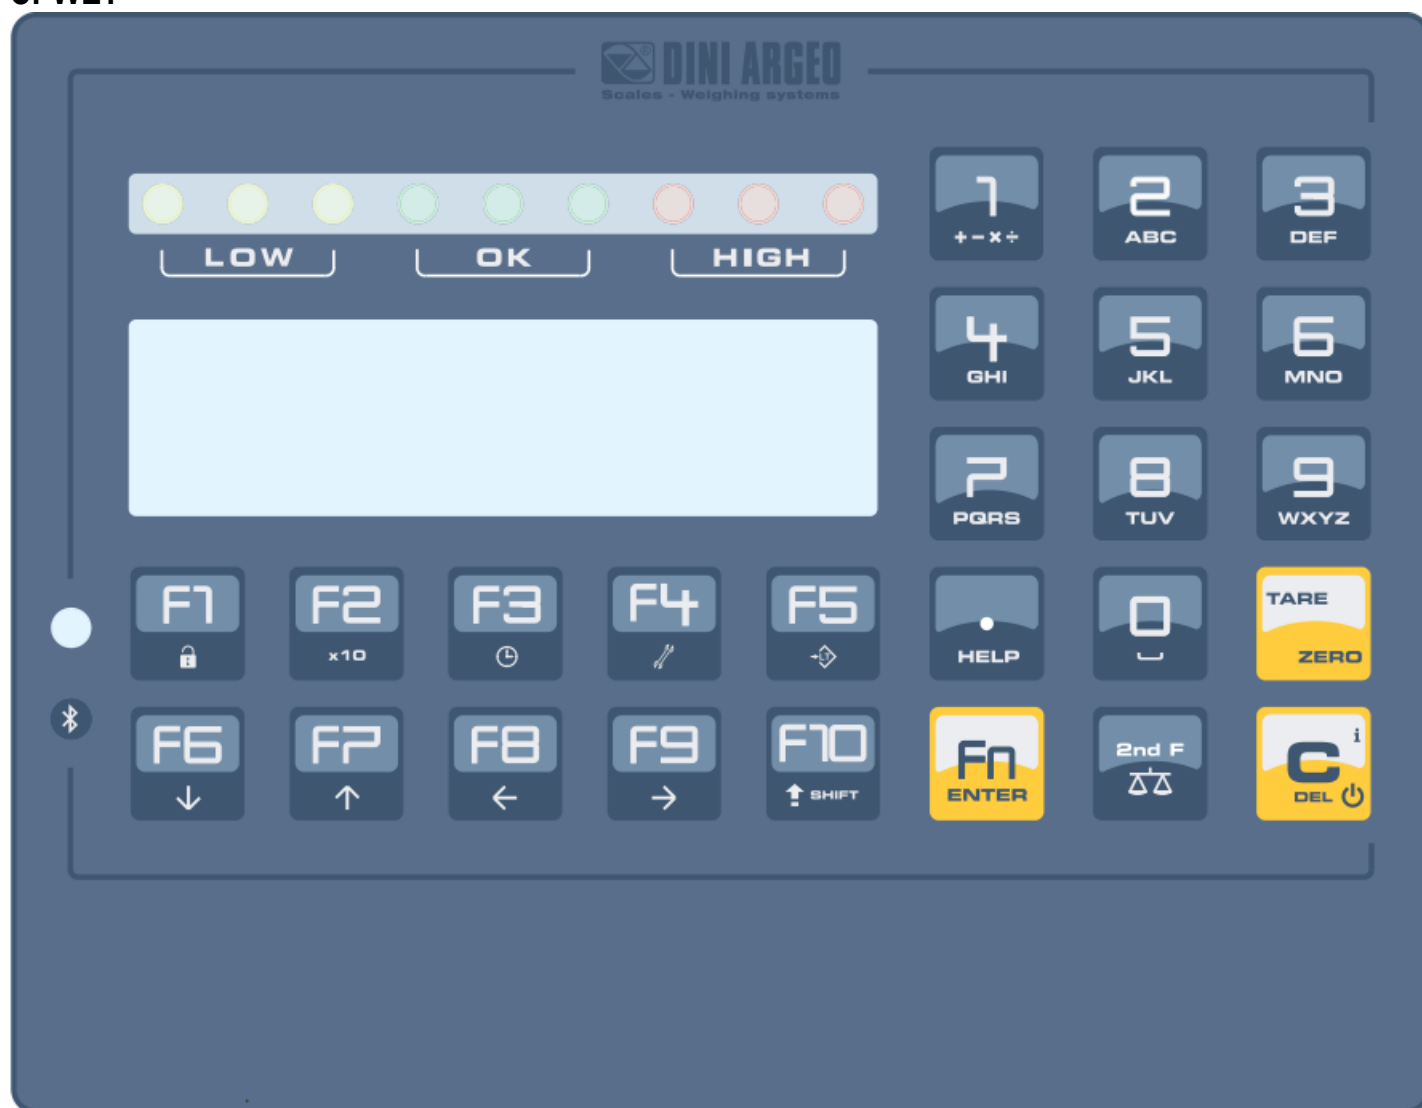 DINI ARGEO
Scales - Weighing systems
LOW OK HIGH
1 2 3
+-×÷ ABC DEF
4 5 6
GHI JKL MNO
7 8 9
PQRS TUV WXYZ
F1 F2 F3 F4 F5 . 0 TARE
x10 HELP ZERO
F6 F7 F8 F9 F10 Fn 2nd F C i
↓ ↑ ← → SHIFT ENTER DEL